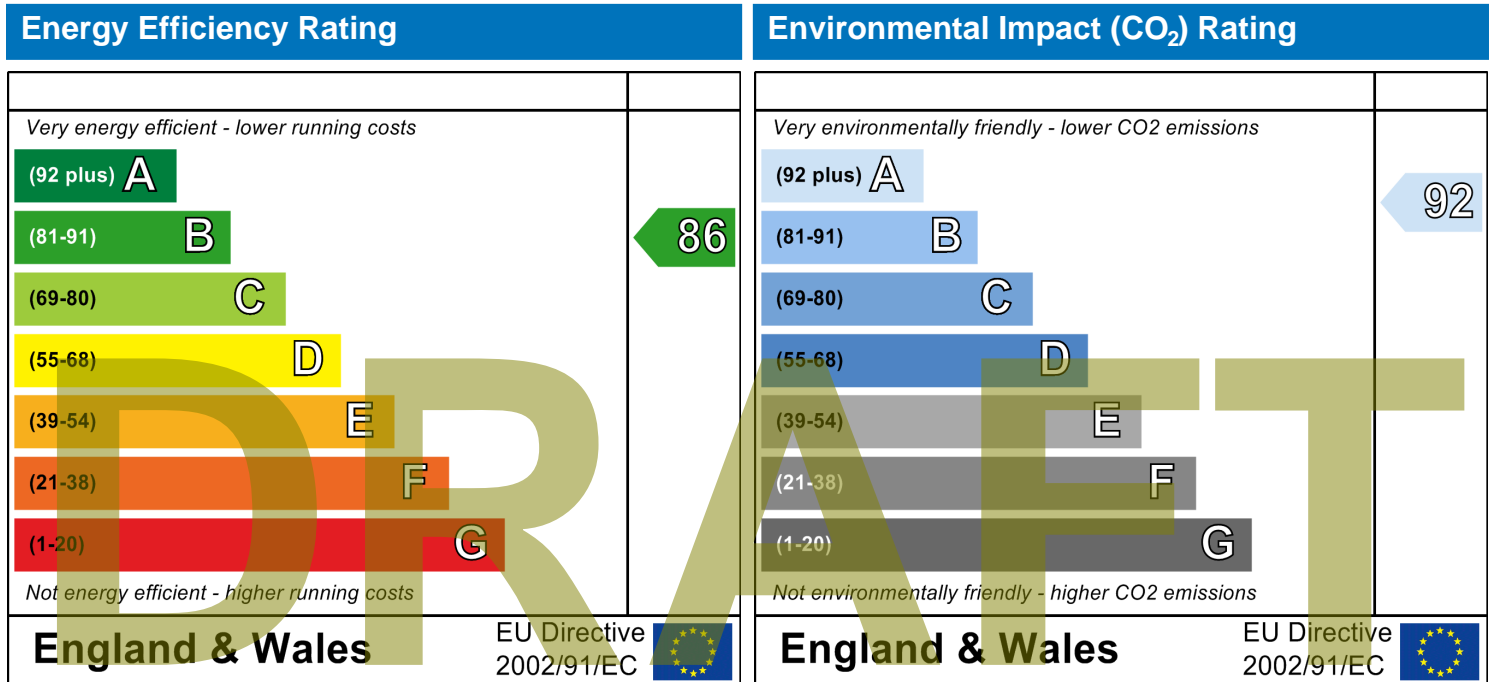 Energy Efficiency Rating
Very energy efficient - lower running costs
(92 plus) A
(81-91) B
86
(69-80) C
(55-68) D
(39-54) E
(21-38) F
(1-20) G
Not energy efficient - higher running costs
England & Wales
EU Directive
2002/91/EC
Environmental Impact (CO₂) Rating
Very environmentally friendly - lower CO2 emissions
(92 plus) A
92
(81-91) B
(69-80) C
(55-68) D
(39-54) E
(21-38) F
(1-20) G
Not environmentally friendly - higher CO2 emissions
England & Wales
EU Directive
2002/91/EC
DRAFT